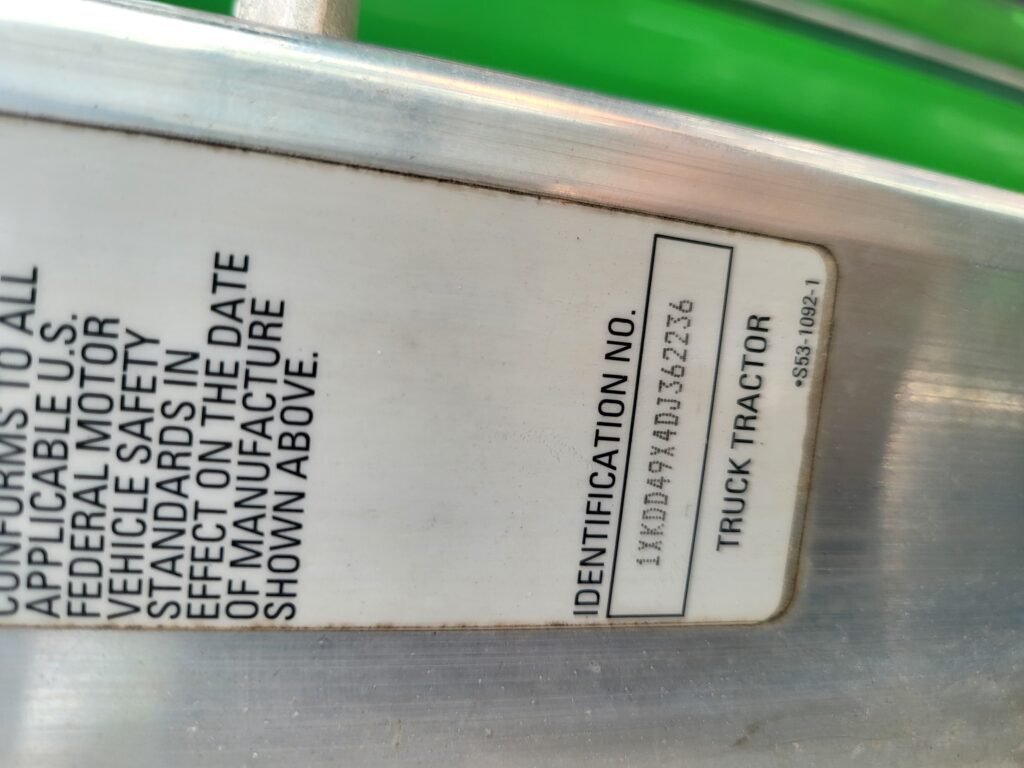 CONFORMS TO ALL
APPLICABLE U.S.
FEDERAL MOTOR
VEHICLE SAFETY
STANDARDS IN
EFFECT ON THE DATE
OF MANUFACTURE
SHOWN ABOVE.
IDENTIFICATION NO.
1XKDD49X4DJ362236
TRUCK TRACTOR
•S53-1092-1